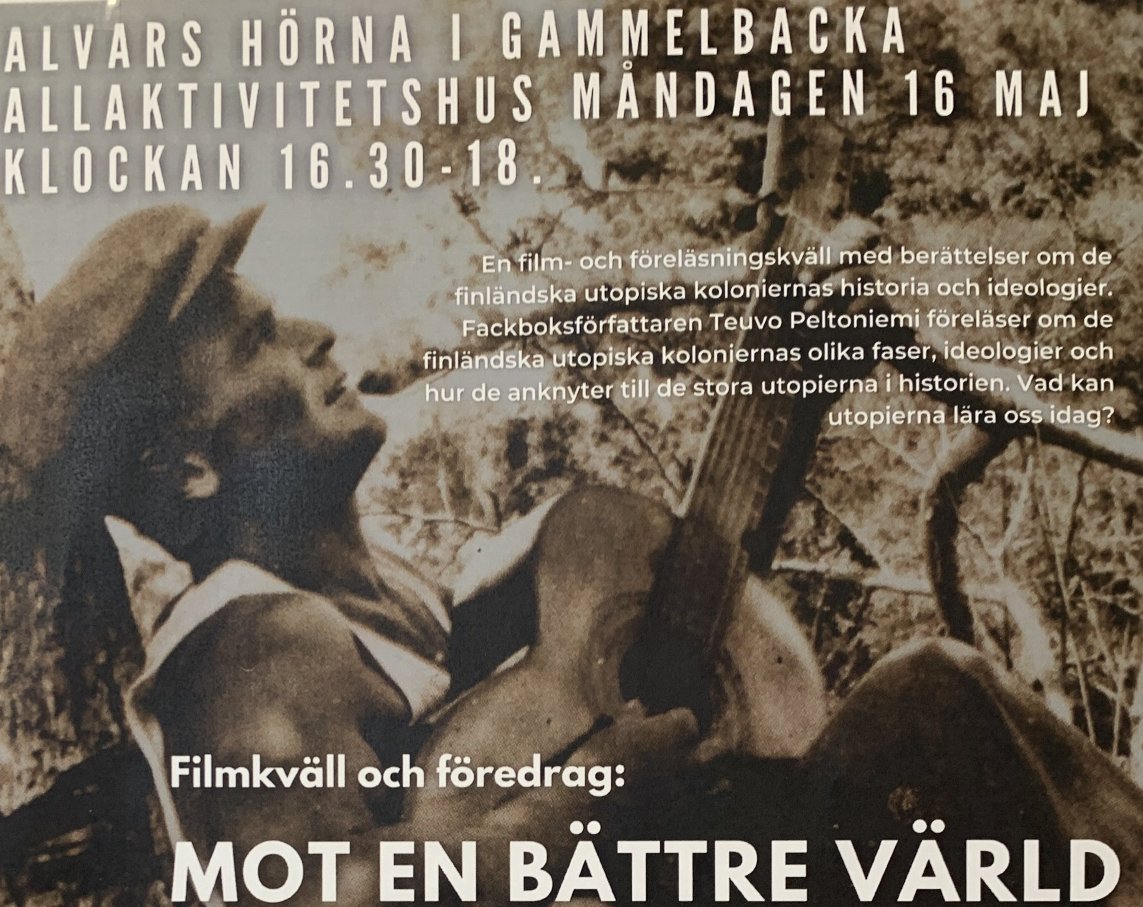 ALVARS HÖRNA I GAMMELBACKA
ALLAKTIVITETSHUS MÅNDAGEN 16 MAJ
KLOCKAN 16.30-18.
En film- och föreläsningskväll med berättelser om de
finländska utopiska koloniernas historia och ideologier.
Fackboksförfattaren Teuvo Peltoniemi föreläser om de
finländska utopiska koloniernas olika faser, ideologier och
hur de anknyter till de stora utopierna i historien. Vad kan
utopierna lära oss idag?
Filmkväll och föredrag:
MOT EN BÄTTRE VÄRLD